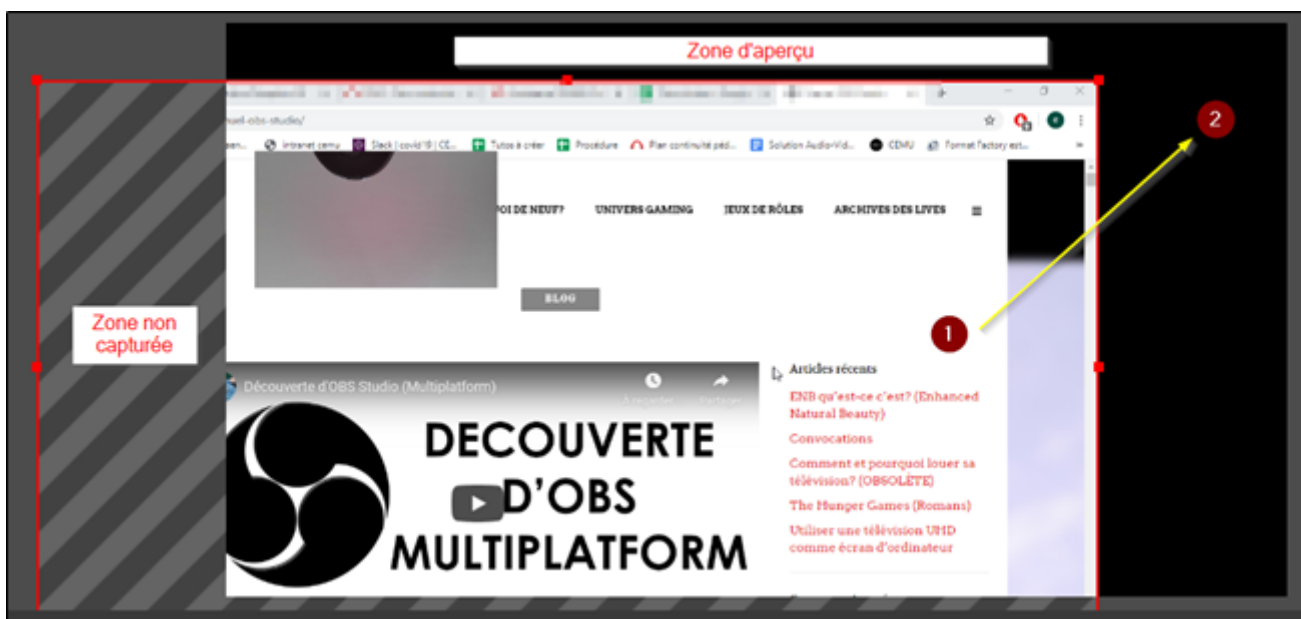 Zone d'aperçu
nuel-obs-studio/
intranet cemu Slack | covid'19 | CE... Tutos à créer Procédure Plan continuité péd... Solution Audio-Vid... CEMU Format Factory est... »
OI DE NEUF? UNIVERS GAMING JEUX DE RÔLES ARCHIVES DES LIVES
2
BLOG
1
Zone non
capturée
Articles récents
Découverte d'OBS Studio (Multiplatform)
À regarder Partager
ENB qu'est-ce c'est? (Enhanced
Natural Beauty)
Convocations
Comment et pourquoi louer sa
télévision? (OBSOLÈTE)
The Hunger Games (Romans)
Utiliser une télévision UHD
comme écran d'ordinateur
DECOUVERTE
D'OBS
MULTIPLATFORM